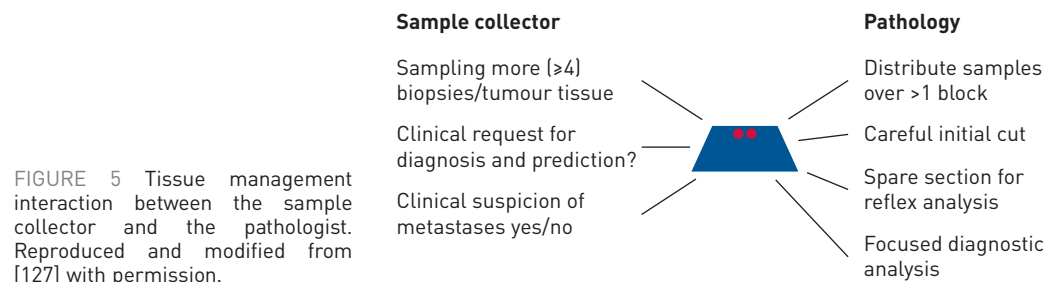 Sample collector
Sampling more (≥4)
biopsies/tumour tissue
Clinical request for
diagnosis and prediction?
Clinical suspicion of
metastases yes/no
Pathology
Distribute samples
over >1 block
Careful initial cut
Spare section for
reflex analysis
Focused diagnostic
analysis
FIGURE 5 Tissue management
interaction between the sample
collector and the pathologist.
Reproduced and modified from
[127] with permission.